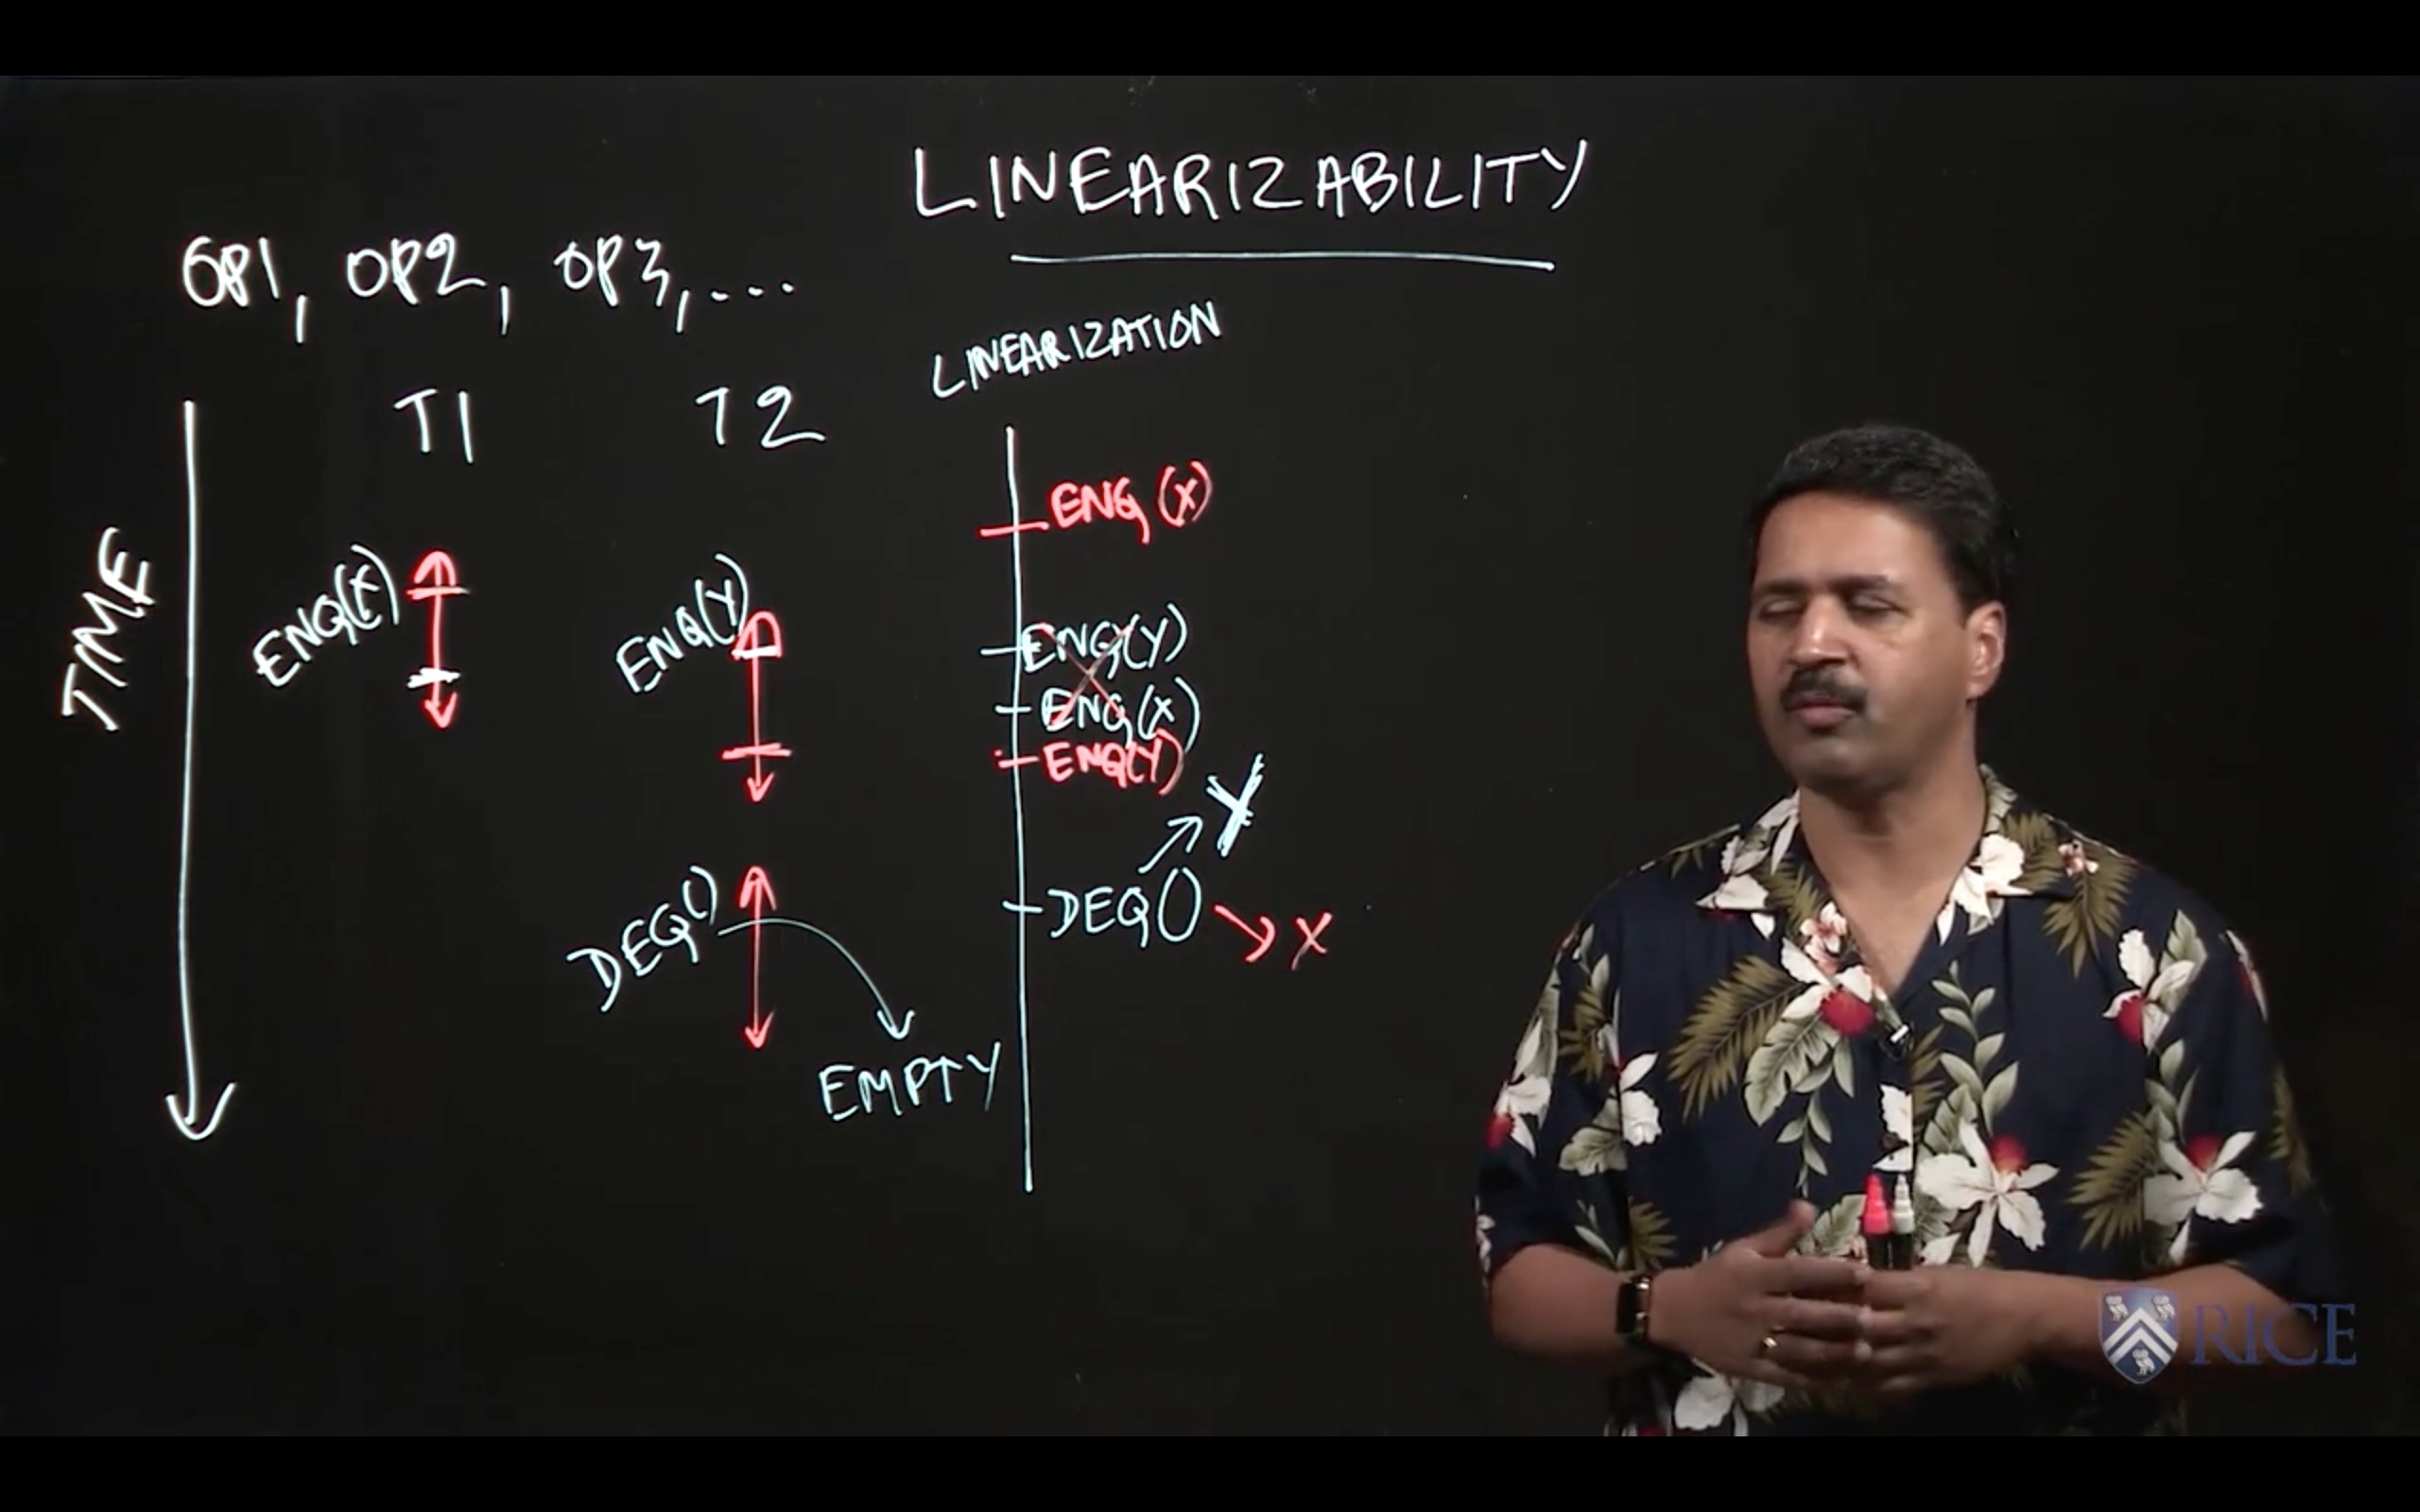 LINEARIZABILITY
OP1, OP2, OP3, ...
LINEARIZATION
T1 T2
TIME
ENQ(X)
ENQ(X)
ENQ(Y)
ENQ(Y)
ENQ(X)
ENQ(Y)
Y
DEQ()
DEQ()
X
EMPTY
RICE